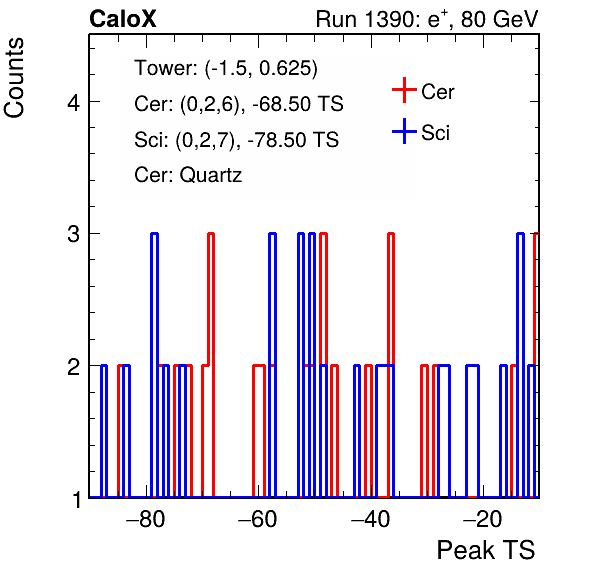 CaloX Run 1390: e+, 80 GeV
Counts
Tower: (-1.5, 0.625)
Cer: (0,2,6), -68.50 TS
Sci: (0,2,7), -78.50 TS
Cer: Quartz
Cer
Sci
4
3
2
1
−80 −60 −40 −20
Peak TS